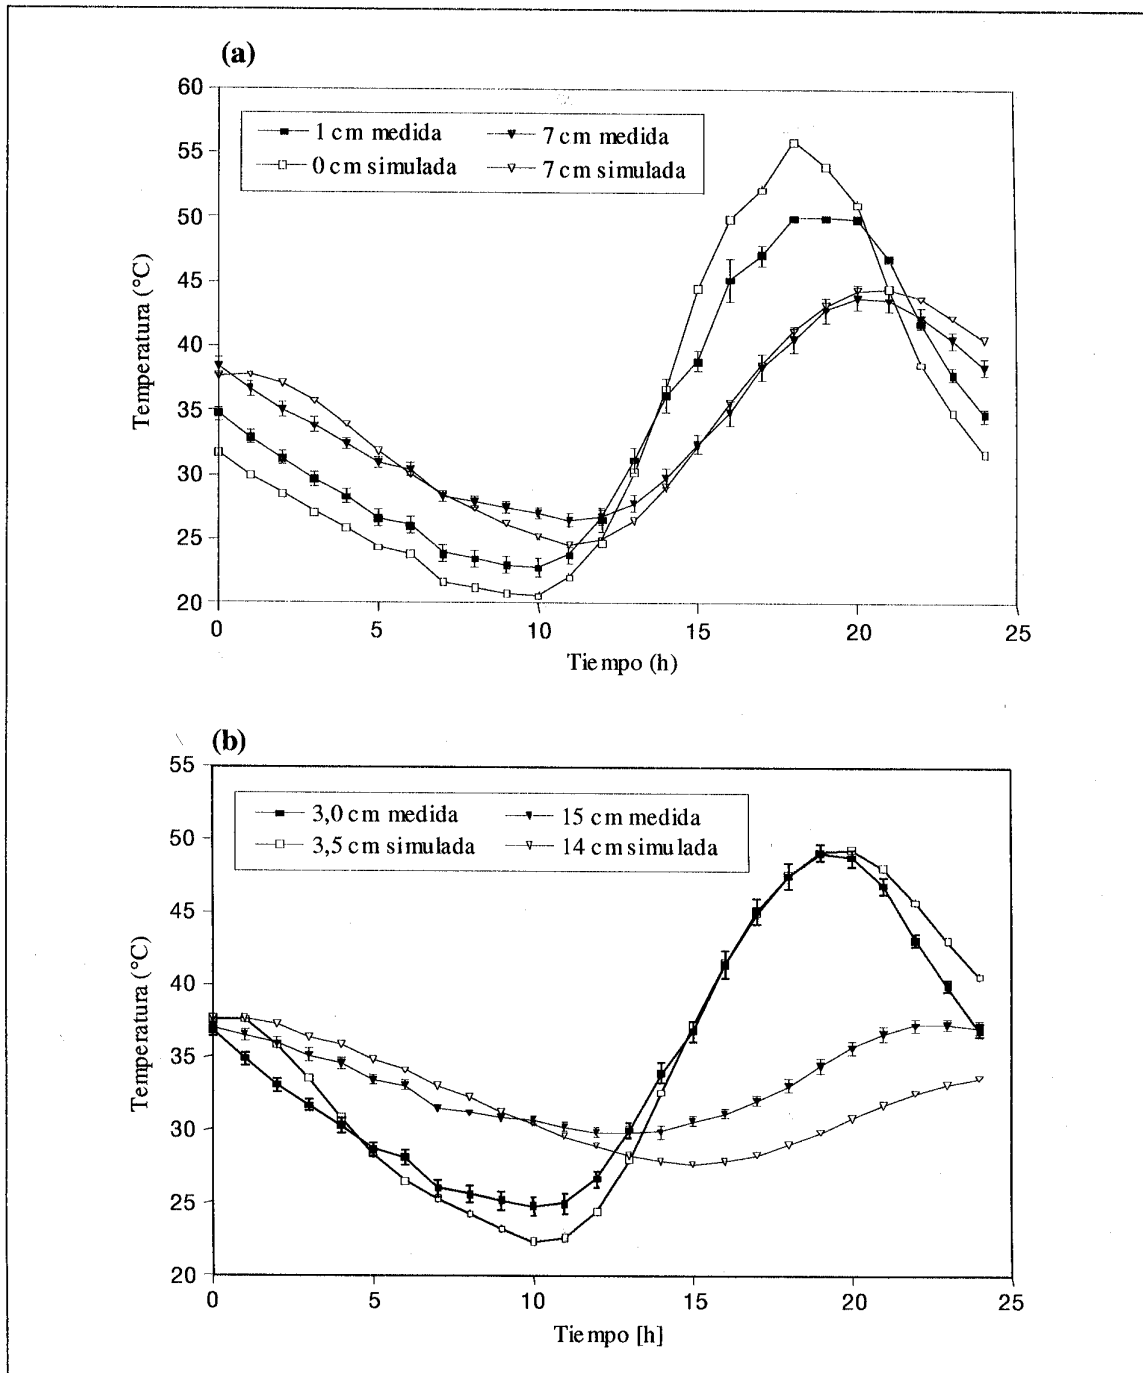 (a)
60
55
50
45
40
35
30
25
20
Temperatura (°C)
1 cm medida
7 cm medida
0 cm simulada
7 cm simulada
0
5
10
15
20
25
Tiempo (h)
(b)
55
50
45
40
35
30
25
20
Temperatura (°C)
3,0 cm medida
15 cm medida
3,5 cm simulada
14 cm simulada
0
5
10
15
20
25
Tiempo [h]